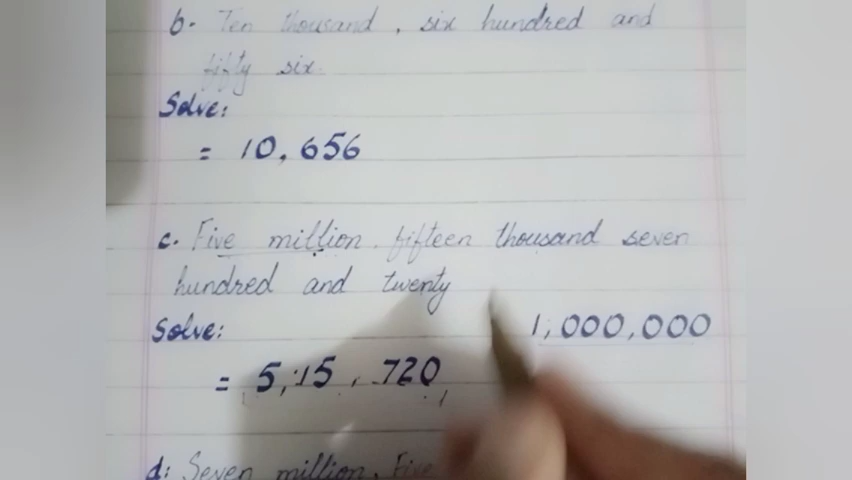 b. Ten thousand, six hundred and
fifty six.
Solve:
= 10,656
c. Five million, fifteen thousand seven
hundred and twenty
Solve:
1,000,000
= 5,15,720
d: Seven million, Five